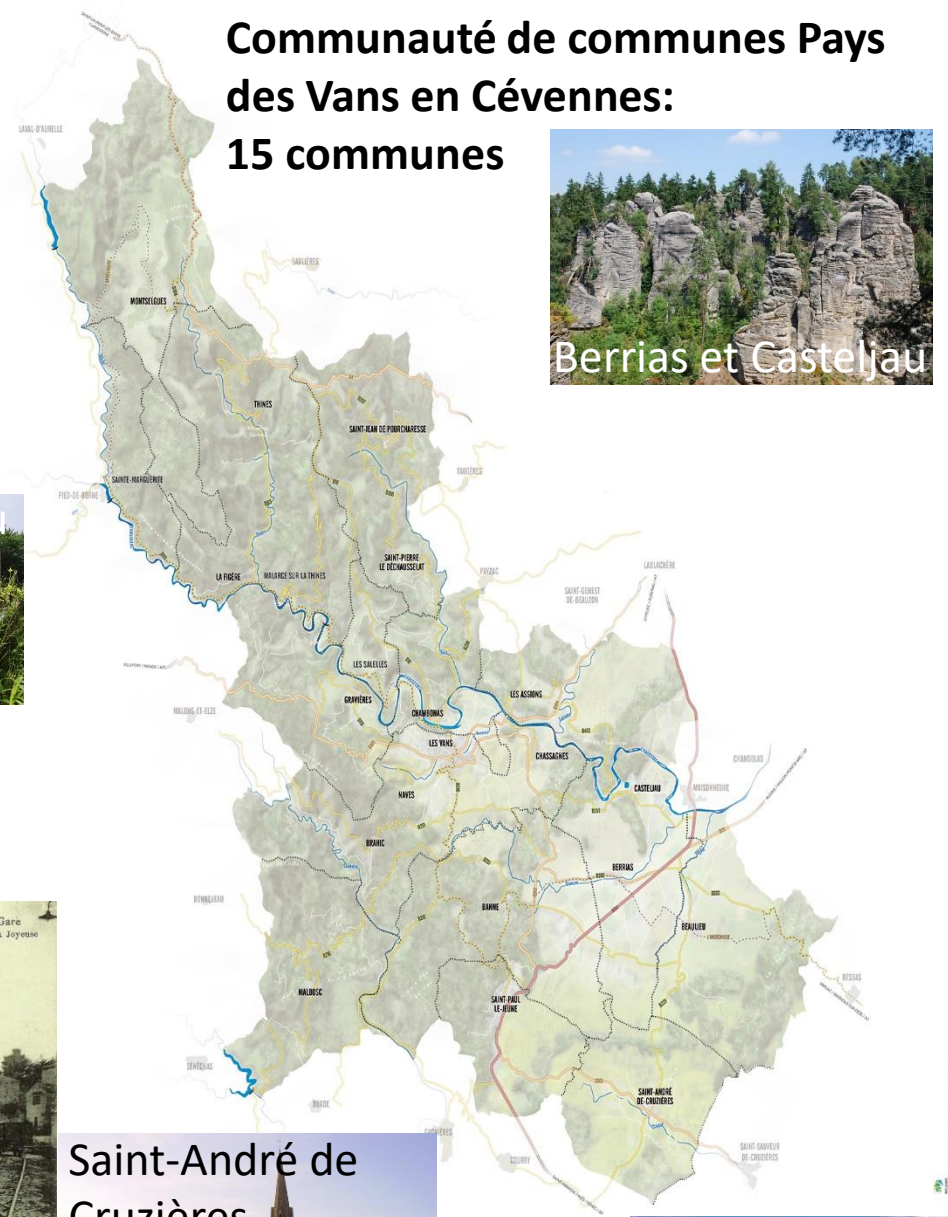 Communauté de communes Pays
des Vans en Cévennes:
15 communes
LAVAL-D'AURELLE
Berrias et Casteljau
SABLIÈRES
MONTSELGUES
THINES
SAINT-JEAN DE POURCHARESSE
FAUGÈRES
SAINTE-MARGUERITE
PIED-DE-BORNE
SAINT-PIERRE
LE DÉCHAUSSELAT
LA FIGÈRE
MALARCE SUR LA THINES
PAYZAC
LABLACHÈRE
SAINT-GENEST
DE-BEAUZON
LES SALELLES
GRAVIÈRES
LES ASSIONS
MALONS-ET-ELZE
CHAMBONAS
LES VANS
CHASSAGNES
CHANDOLAS
CASTELJAU
MAISONNEUVE
NAVES
BRAHIC
BERRIAS
BONNEVAUX
BANNE
BEAULIEU
Gare
Joyeuse
BESSAS
MALBOSC
SAINT-PAUL
LE-JEUNE
SÉNÉCHAS
SAINT-ANDRÉ
DE-CRUZIÈRES
BORDE
GAGNIÈRES
COURRY
SAINT-SAUVEUR
DE-CRUZIÈRES
Saint-André de
Cruzières